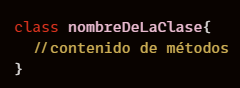 class nombreDeLaClase{
  //contenido de métodos
}